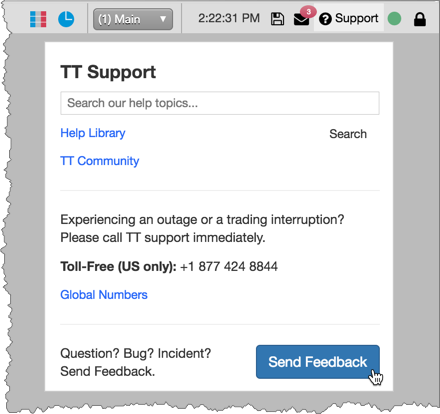 (1) Main 2:22:31 PM 3 Support
TT Support
Search our help topics...
Help Library
Search
TT Community
Experiencing an outage or a trading interruption?
Please call TT support immediately.
Toll-Free (US only): +1 877 424 8844
Global Numbers
Question? Bug? Incident?
Send Feedback.
Send Feedback